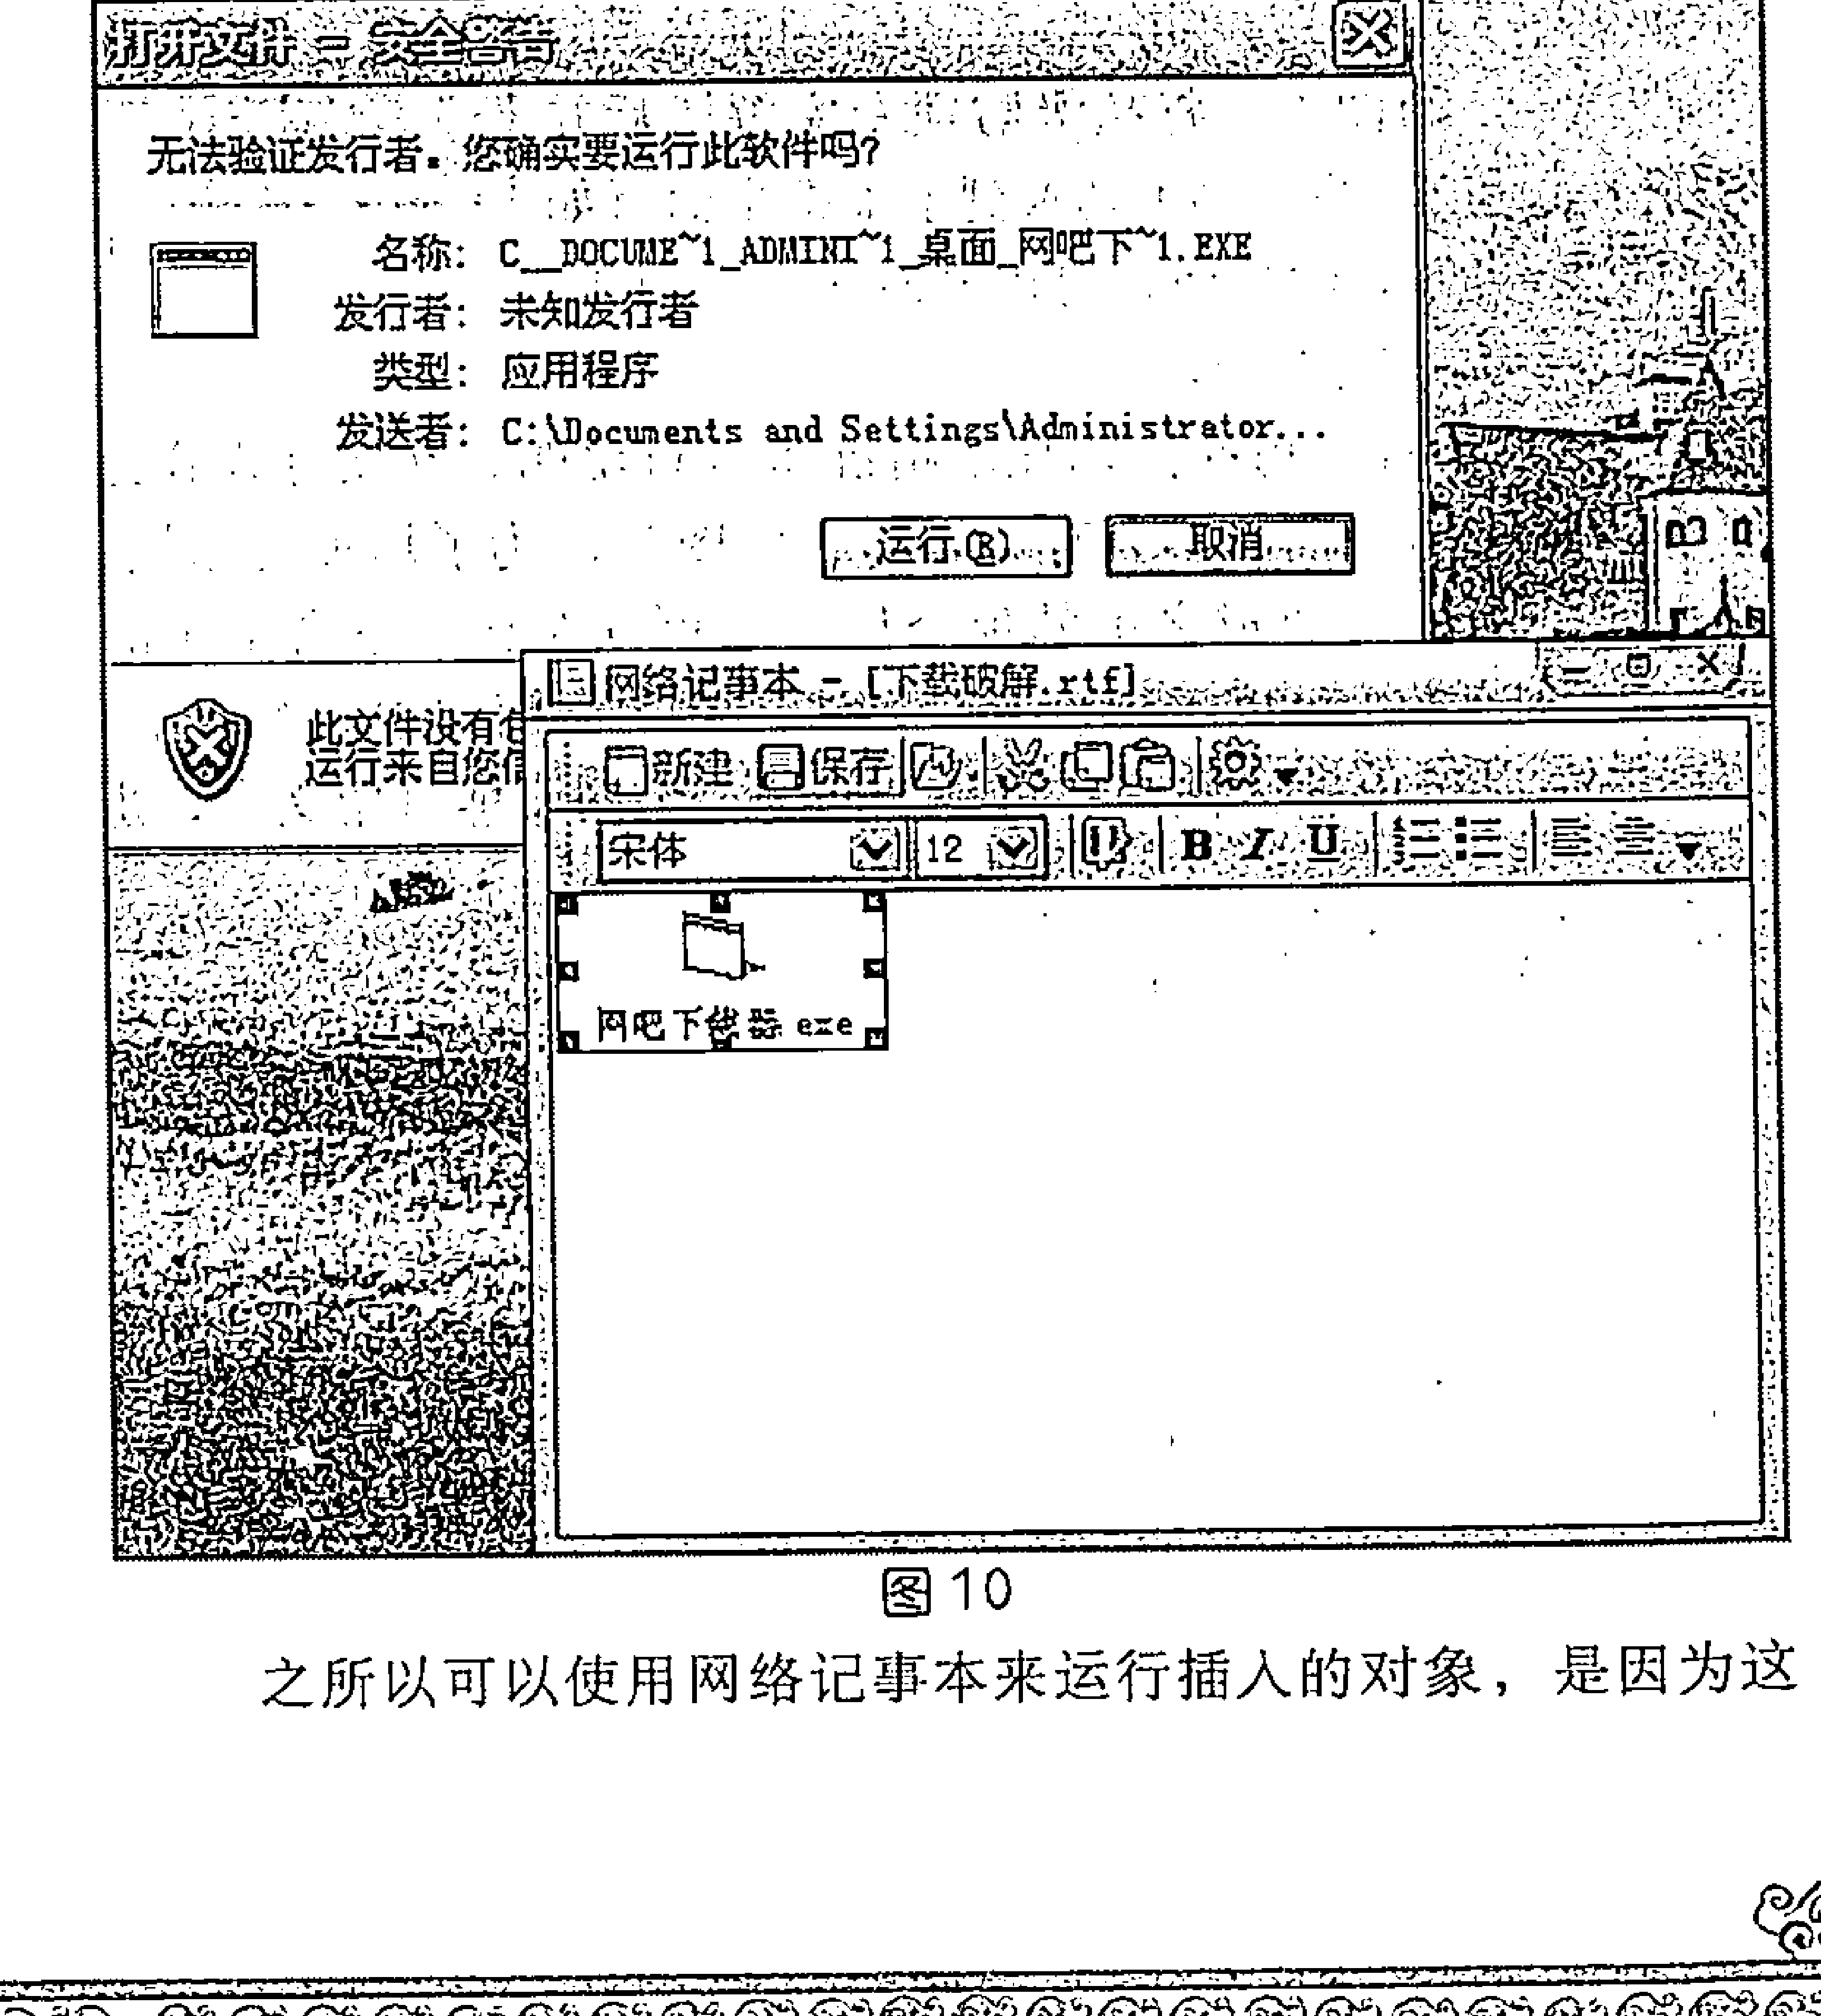 打开文件 - 安全警告
无法验证发行者。您确实要运行此软件吗?
名称: C__DOCUME~1_ADMINI~1_桌面_网吧下~1.EXE
发行者: 未知发行者
类型: 应用程序
发送者: C:\Documents and Settings\Administrator...
运行(R) 取消
此文件没有
运行来自您信
网络记事本 - [下载破解.rtf]
新建 保存
宋体 12 B I U
网吧下载器 exe
图10
之所以可以使用网络记事本来运行插入的对象,是因为这